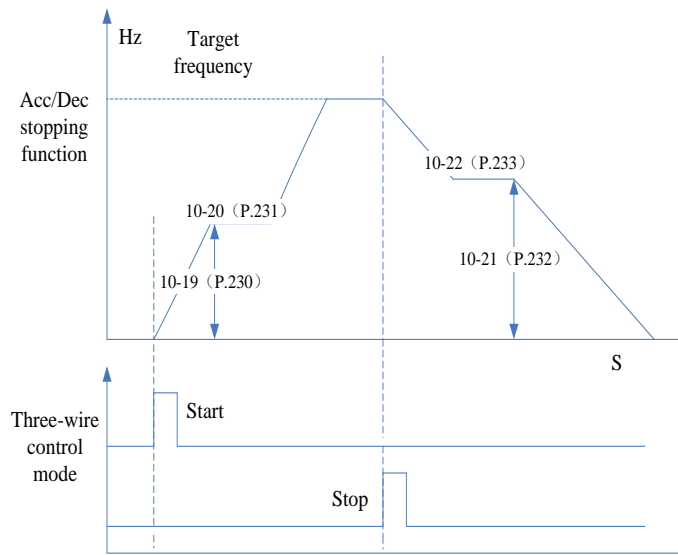 Hz
Target
frequency
Acc/Dec
stopping
function
10-22（P.233）
10-20（P.231）
10-21（P.232）
10-19（P.230）
S
Three-wire
control
mode
Start
Stop